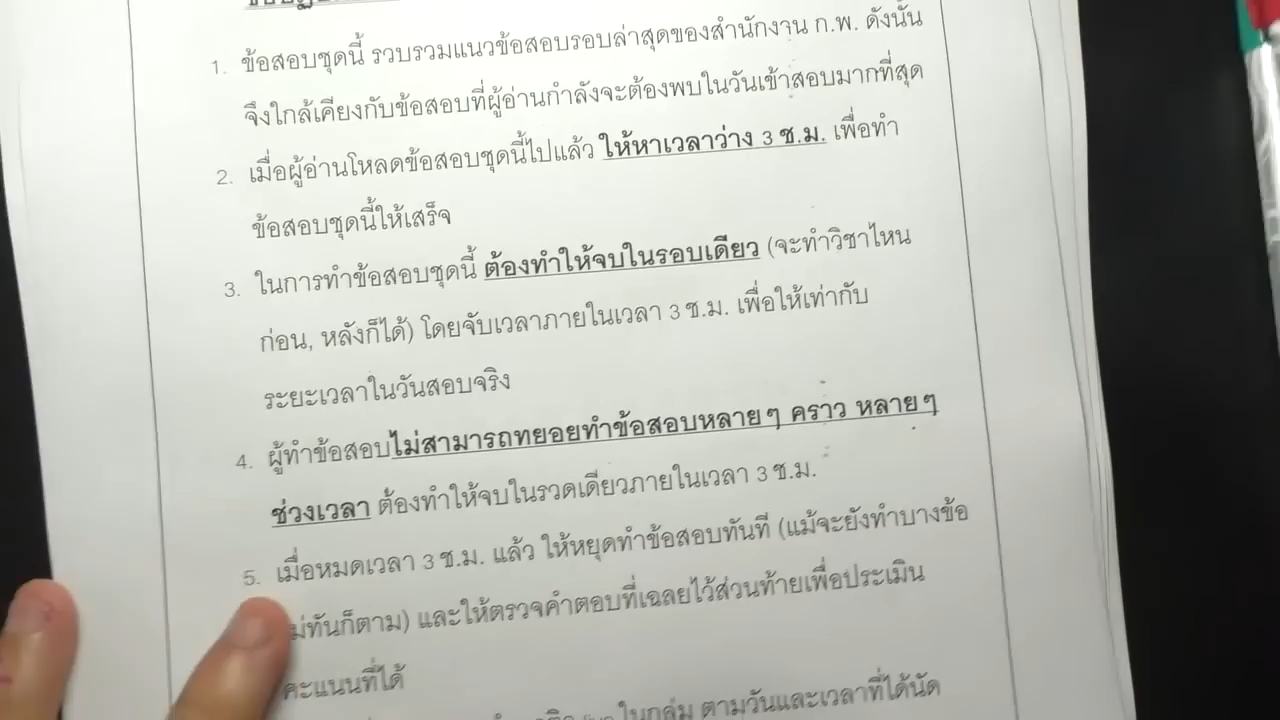 1. ข้อสอบชุดนี้ รวบรวมแนวข้อสอบรอบล่าสุดของสำนักงาน ก.พ. ดังนั้น
จึงใกล้เคียงกับข้อสอบที่ผู้อ่านกำลังจะต้องพบในวันเข้าสอบมากที่สุด
2. เมื่อผู้อ่านโหลดข้อสอบชุดนี้ไปแล้ว ให้หาเวลาว่าง 3 ช.ม. เพื่อทำ
ข้อสอบชุดนี้ให้เสร็จ
3. ในการทำข้อสอบชุดนี้ ต้องทำให้จบในรอบเดียว (จะทำวิชาไหน
ก่อน, หลังก็ได้) โดยจับเวลาภายในเวลา 3 ช.ม. เพื่อให้เท่ากับ
ระยะเวลาในวันสอบจริง
4. ผู้ทำข้อสอบไม่สามารถทยอยทำข้อสอบหลายๆ คราว หลายๆ
ช่วงเวลา ต้องทำให้จบในรวดเดียวภายในเวลา 3 ช.ม.
5. เมื่อหมดเวลา 3 ช.ม. แล้ว ให้หยุดทำข้อสอบทันที (แม้จะยังทำบางข้อ
ม่ทันก็ตาม) และให้ตรวจคำตอบที่เฉลยไว้ส่วนท้ายเพื่อประเมิน
คะแนนที่ได้
ในกลุ่ม ตามวันและเวลาที่ได้นัด